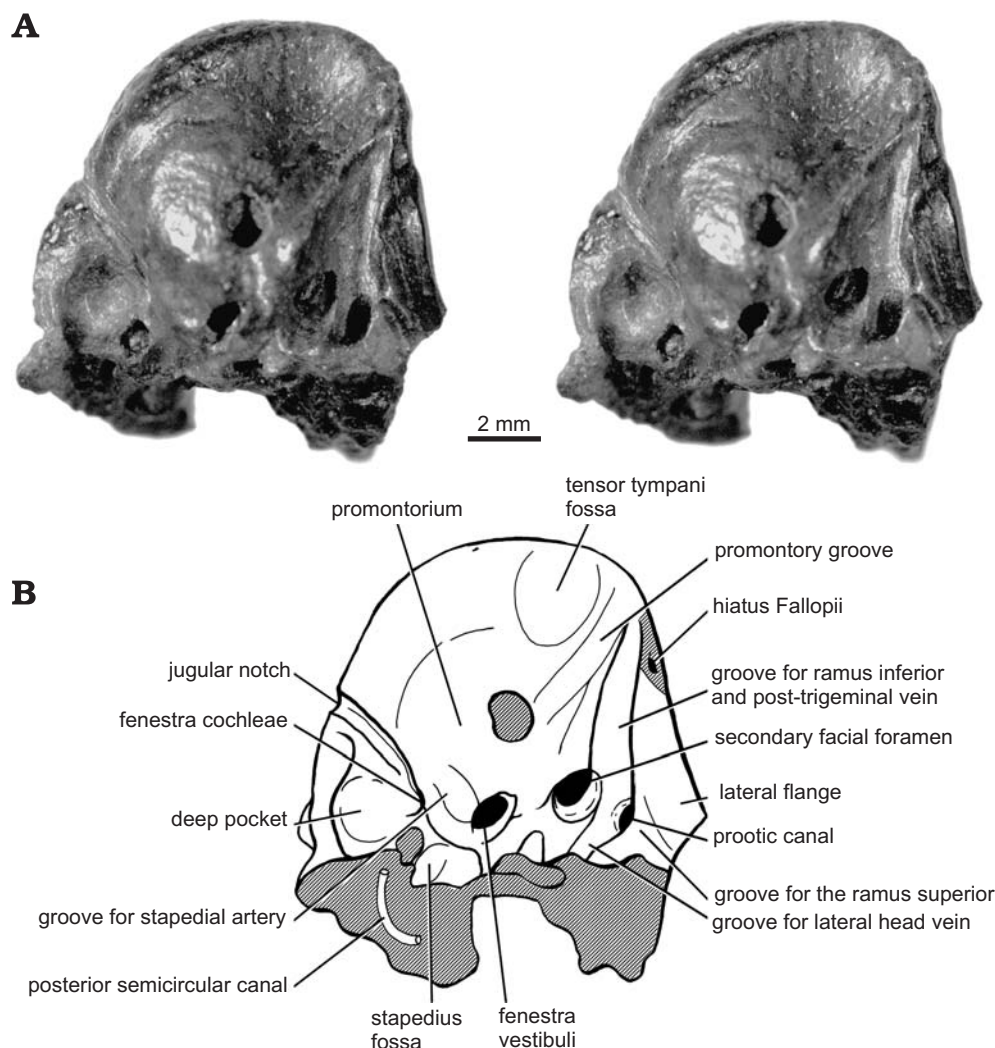 A
2 mm
B
promontorium
tensor tympani
fossa
promontory groove
hiatus Fallopii
jugular notch
groove for ramus inferior
and post-trigeminal vein
fenestra cochleae
secondary facial foramen
lateral flange
deep pocket
prootic canal
groove for the ramus superior
groove for stapedial artery
groove for lateral head vein
posterior semicircular canal
stapedius
fossa
fenestra
vestibuli